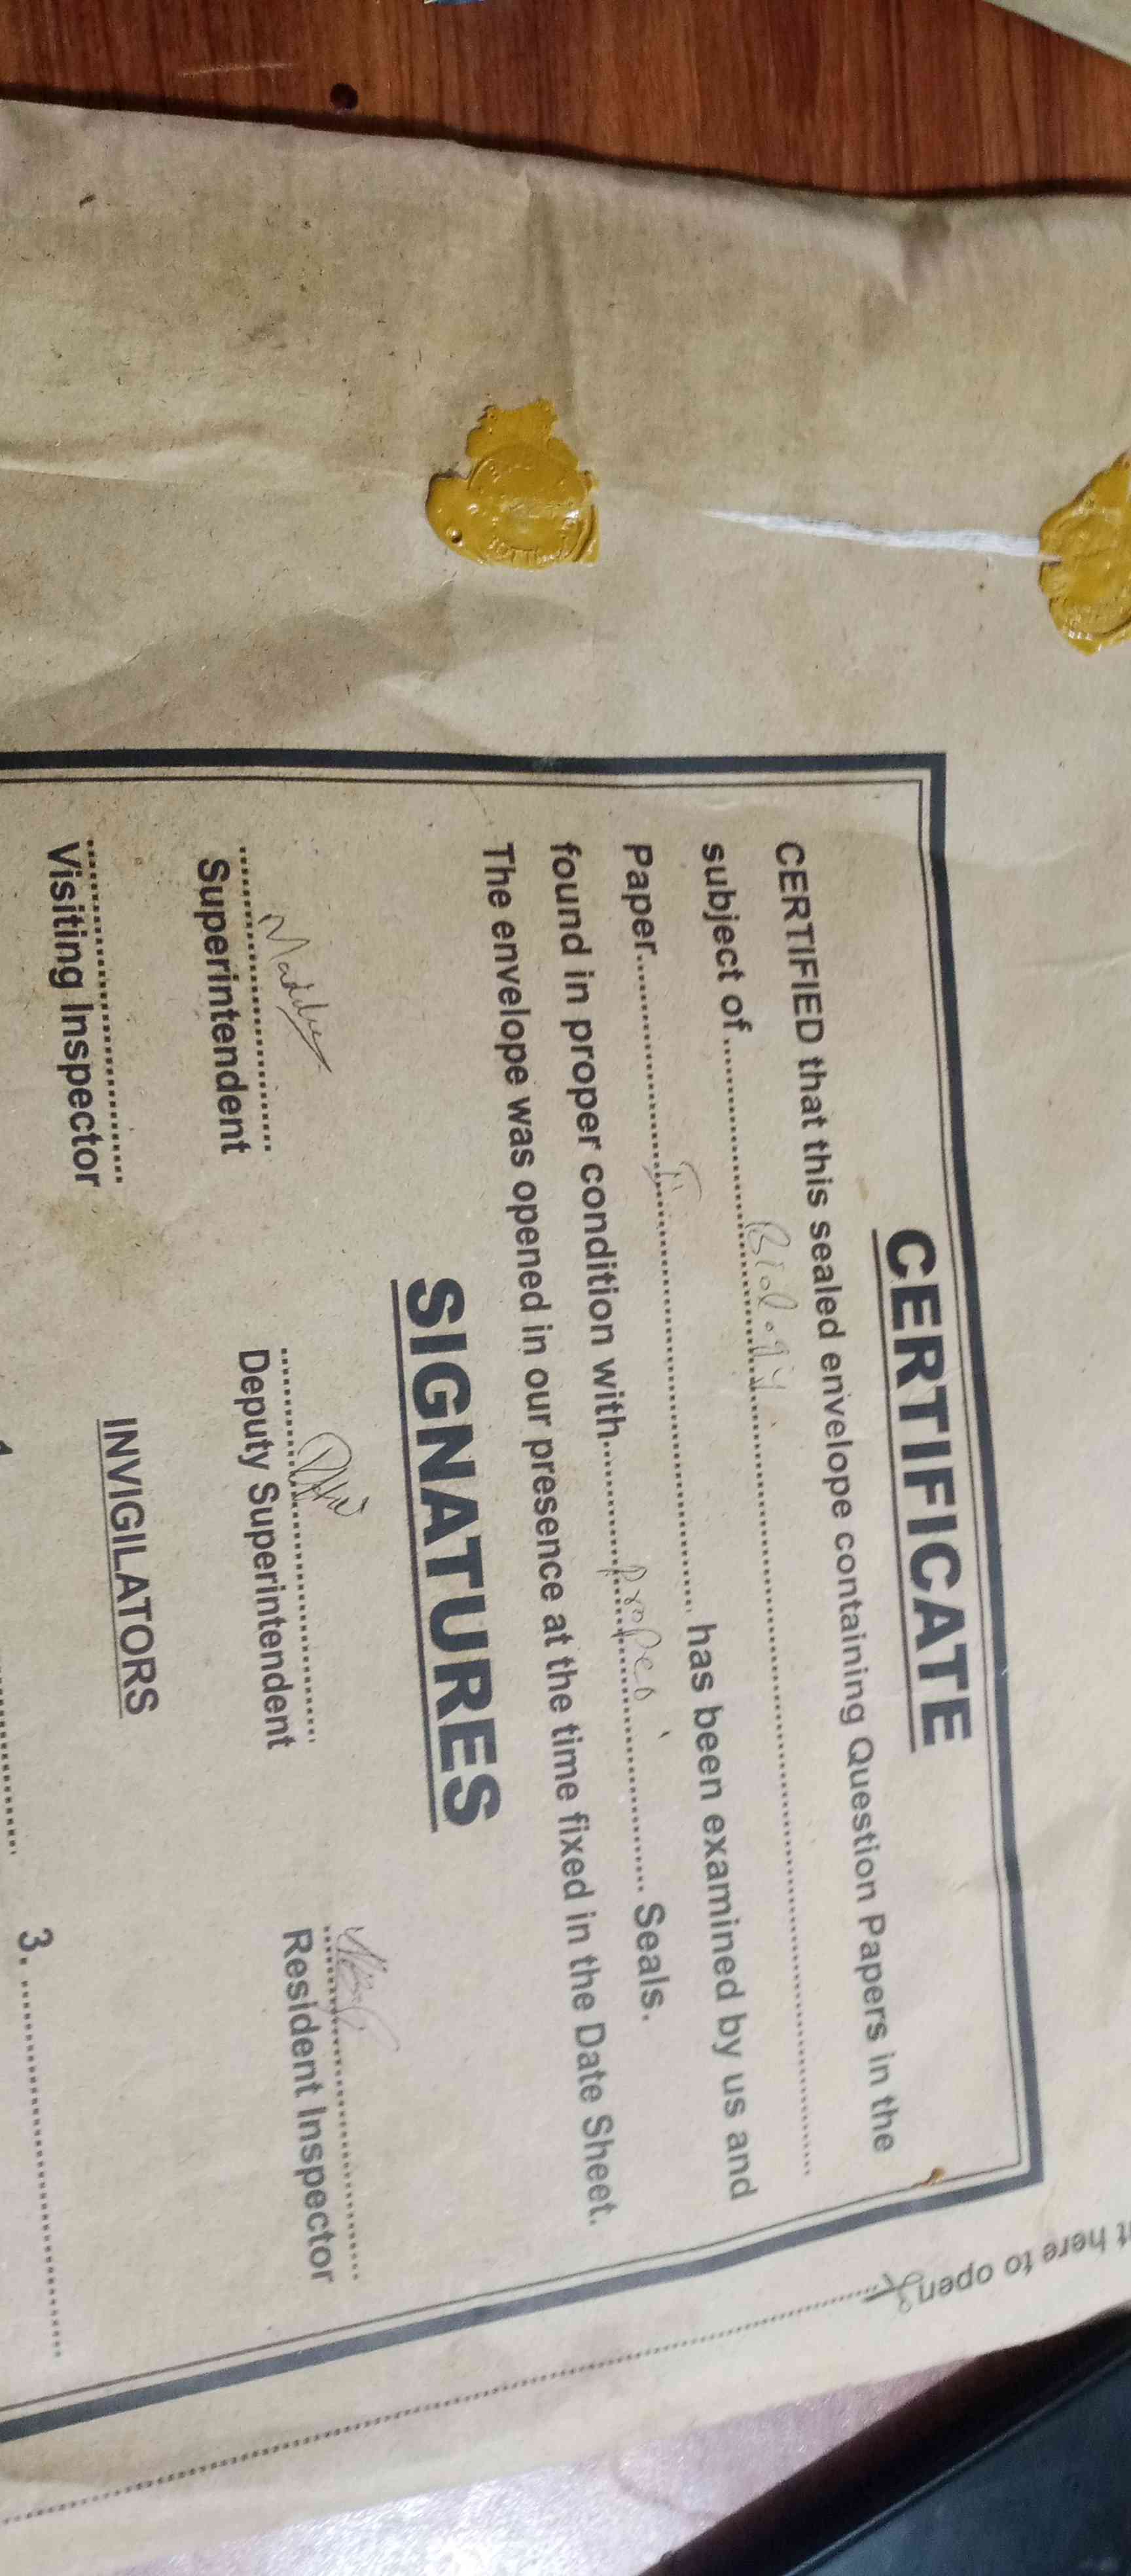 CERTIFICATE
CERTIFIED that this sealed envelope containing Question Papers in the
subject of Biology
Paper II has been examined by us and
found in proper condition with proper Seals.
The envelope was opened in our presence at the time fixed in the Date Sheet.
SIGNATURES
Superintendent Deputy Superintendent Resident Inspector
Visiting Inspector
INVIGILATORS
3.
here to open